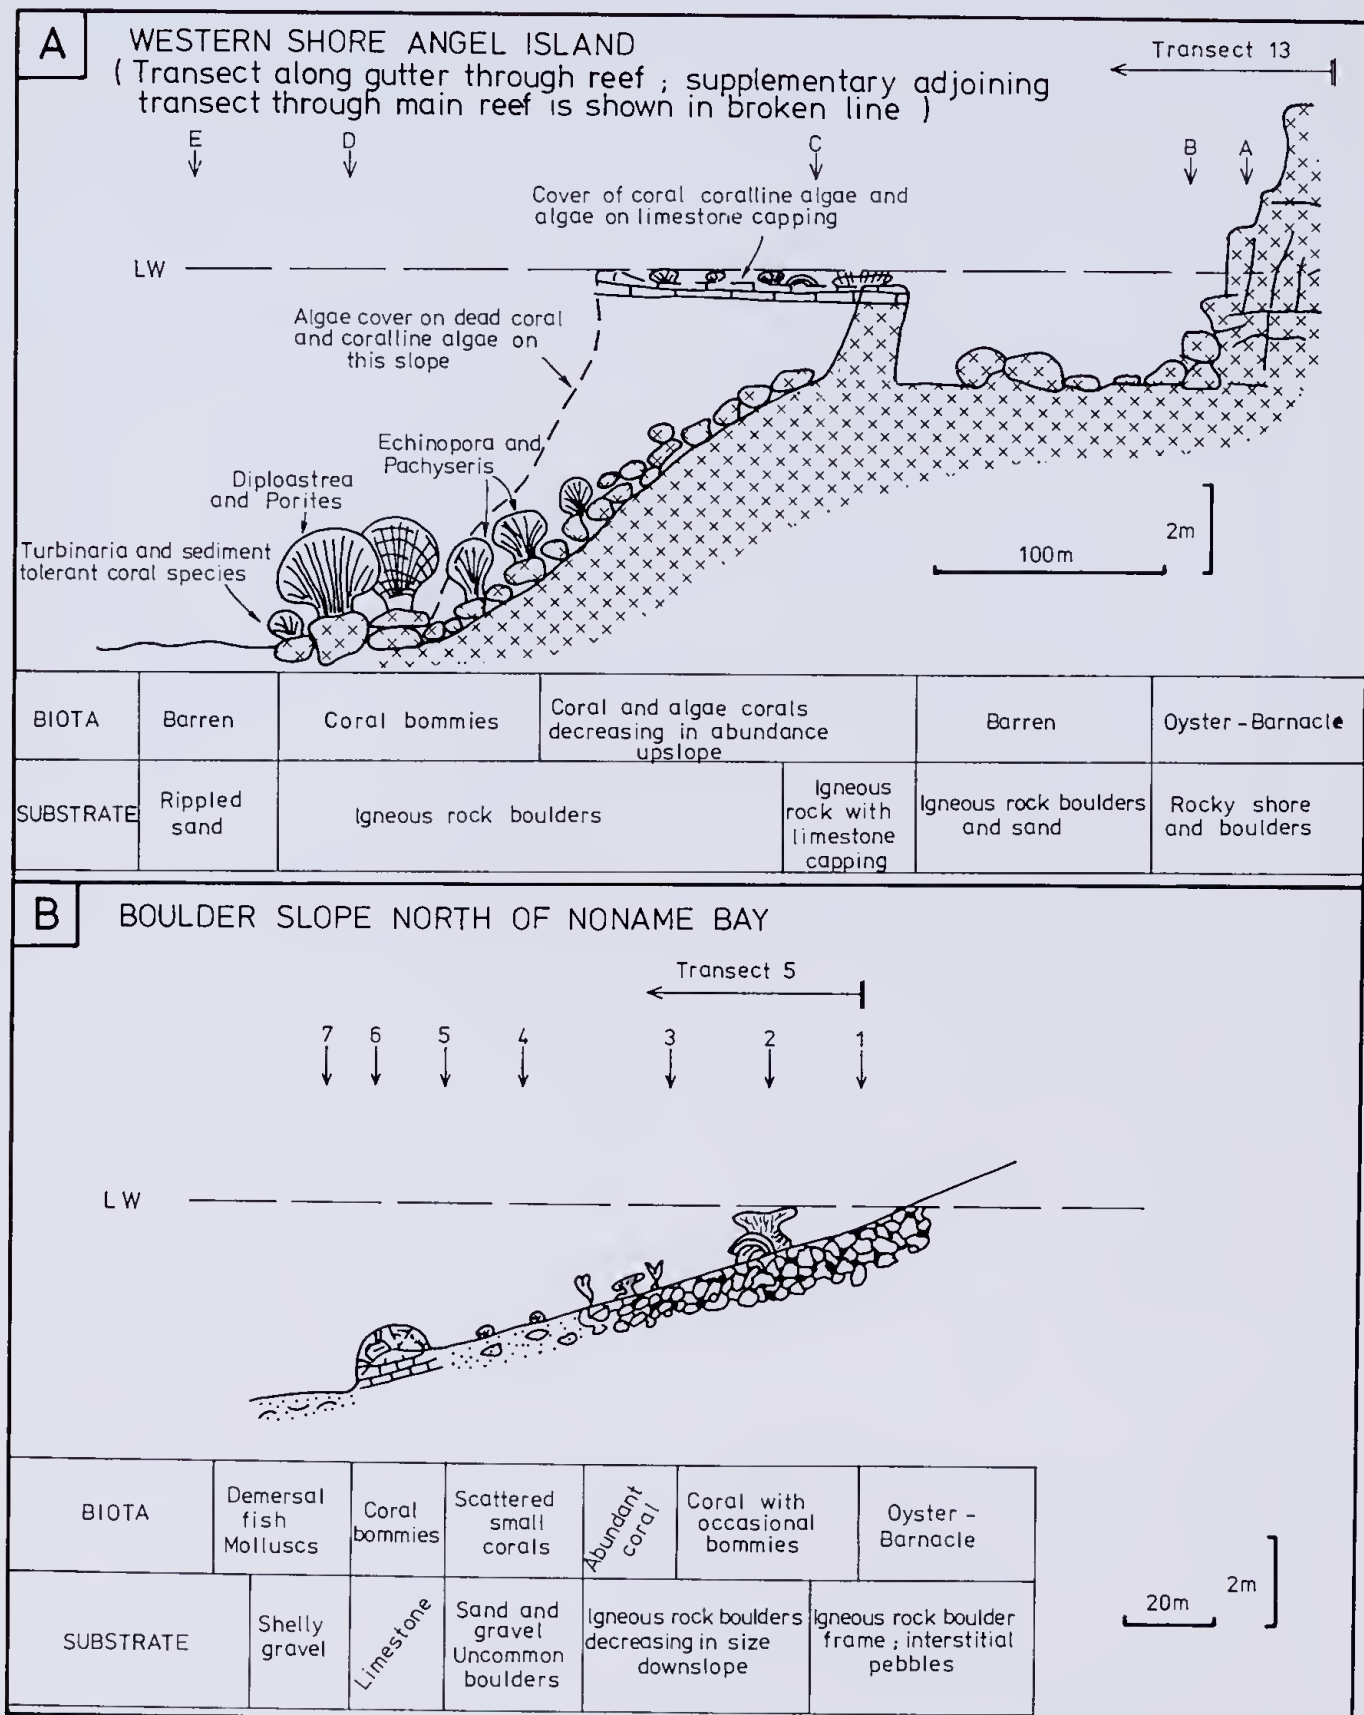 A
WESTERN SHORE ANGEL ISLAND
( Transect along gutter through reef ; supplementary adjoining
transect through main reef is shown in broken line )
Transect 13
E
D
C
B
A
Cover of coral coralline algae and
algae on limestone capping
LW
Algae cover on dead coral
and coralline algae on
this slope
Echinopora and
Pachyseris
Diploastrea
and Porites
Turbinaria and sediment
tolerant coral species
100m
2m
BIOTA
Barren
Coral bommies
Coral and algae corals
decreasing in abundance
upslope
Barren
Oyster - Barnacle
SUBSTRATE
Rippled
sand
Igneous rock boulders
Igneous
rock with
limestone
capping
Igneous rock boulders
and sand
Rocky shore
and boulders
B
BOULDER SLOPE NORTH OF NONAME BAY
Transect 5
7
6
5
4
3
2
1
LW
BIOTA
Demersal
fish
Molluscs
Coral
bommies
Scattered
small
corals
Abundant
coral
Coral with
occasional
bommies
Oyster -
Barnacle
SUBSTRATE
Shelly
gravel
Limestone
Sand and
gravel
Uncommon
boulders
Igneous rock boulders
decreasing in size
downslope
Igneous rock boulder
frame ; interstitial
pebbles
20m
2m